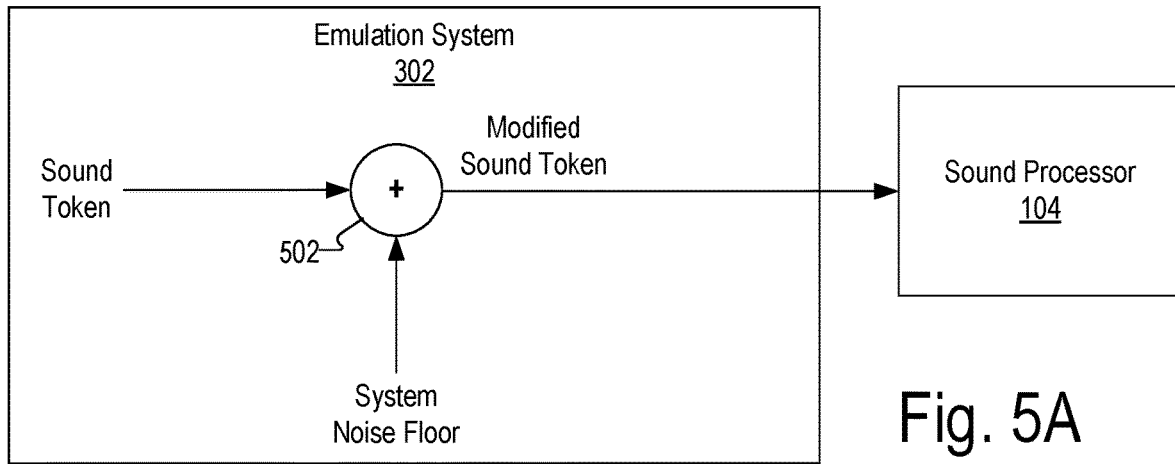 Emulation System
302
Modified
Sound Token
Sound
Token
+
502
System
Noise Floor
Sound Processor
104
Fig. 5A